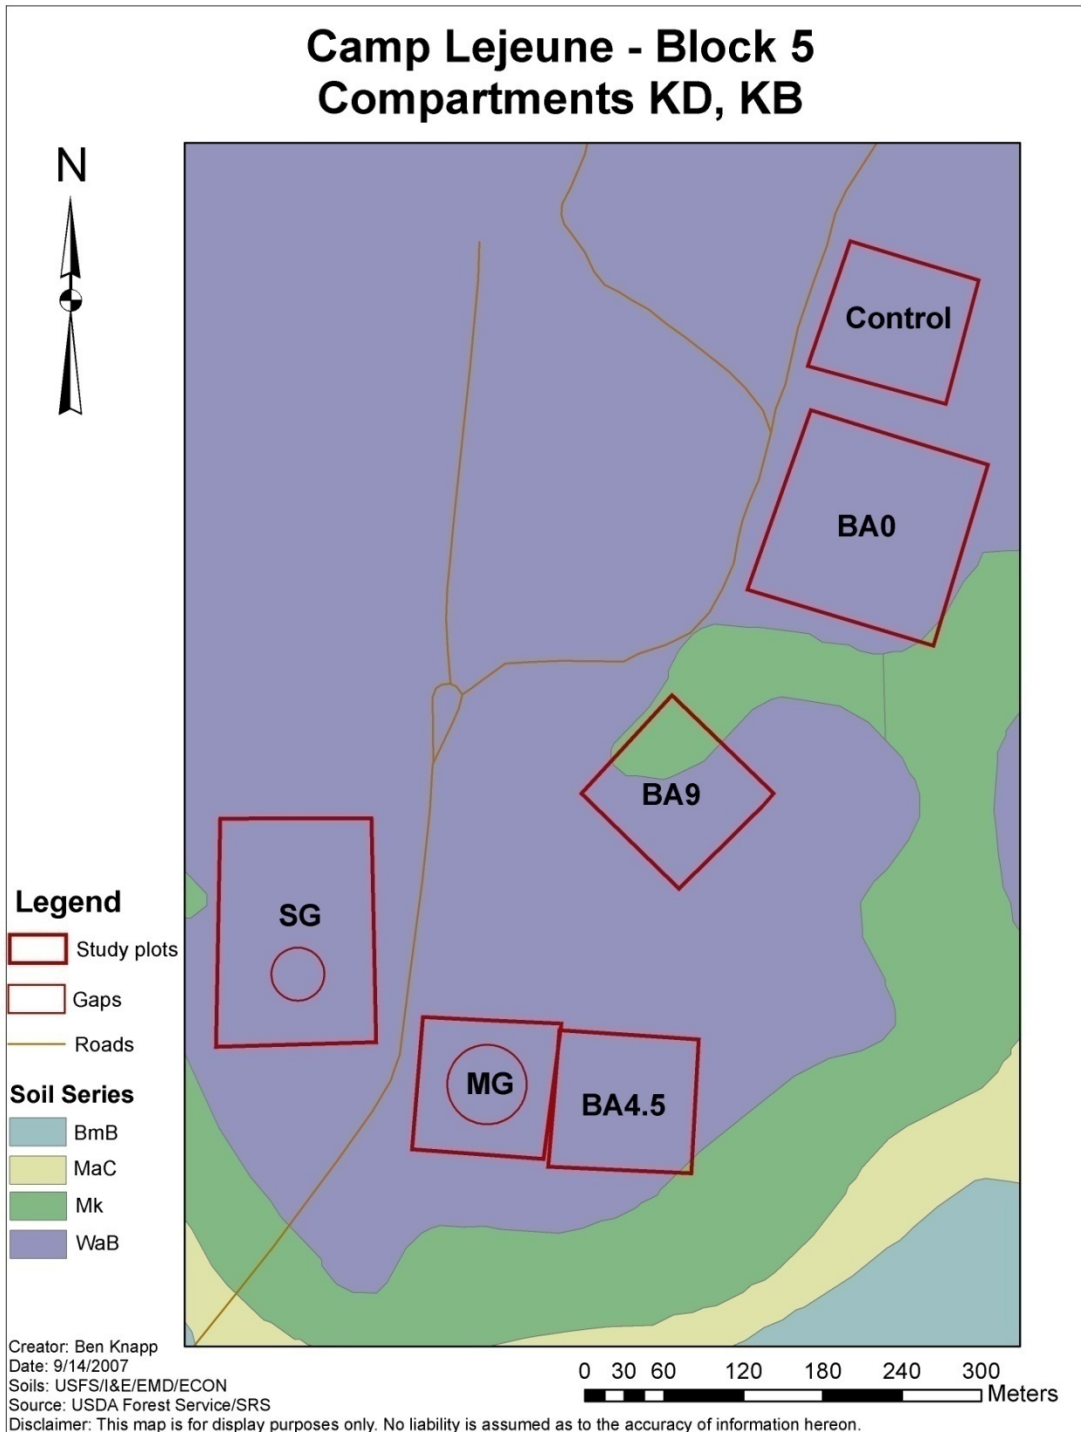 Camp Lejeune - Block 5
Compartments KD, KB
N
Control
BA0
BA9
SG
MG
BA4.5
Legend
Study plots
Gaps
Roads
Soil Series
BmB
MaC
Mk
WaB
Creator: Ben Knapp
Date: 9/14/2007
Soils: USFS/I&E/EMD/ECON
Source: USDA Forest Service/SRS
Disclaimer: This map is for display purposes only. No liability is assumed as to the accuracy of information hereon.
0 30 60 120 180 240 300
Meters